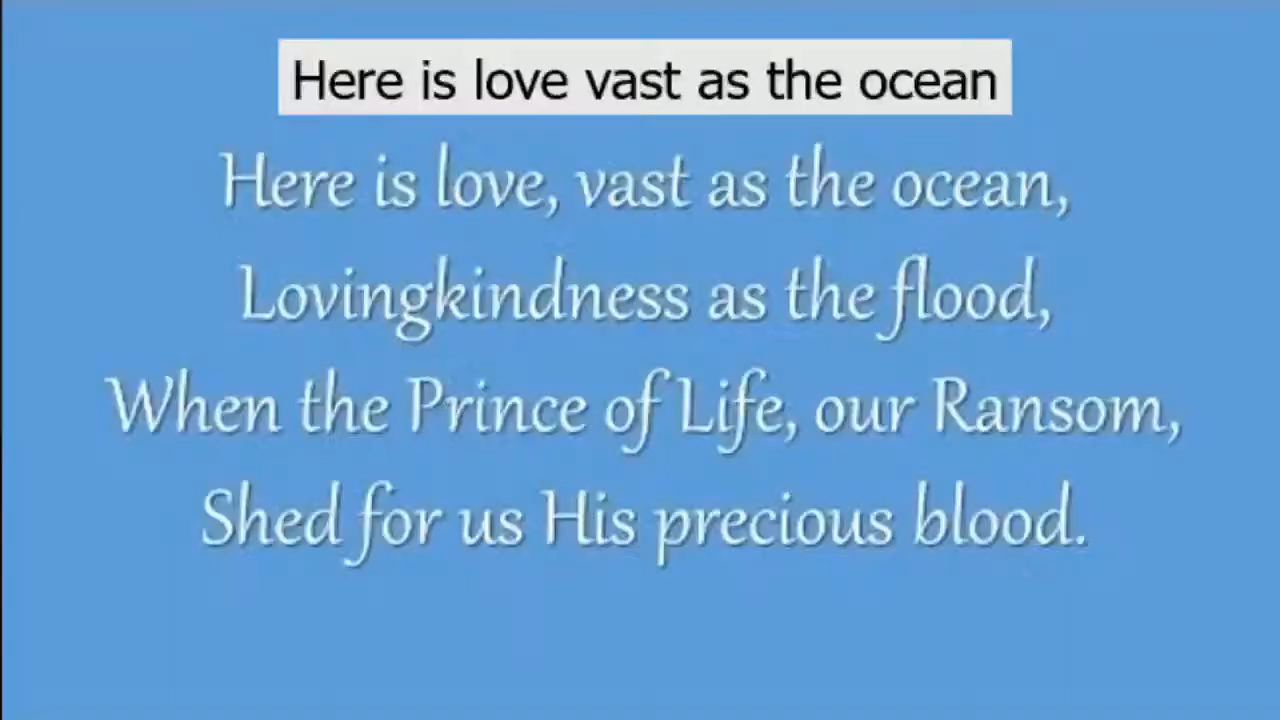 Here is love vast as the ocean
Here is love, vast as the ocean,
Lovingkindness as the flood,
When the Prince of Life, our Ransom,
Shed for us His precious blood.